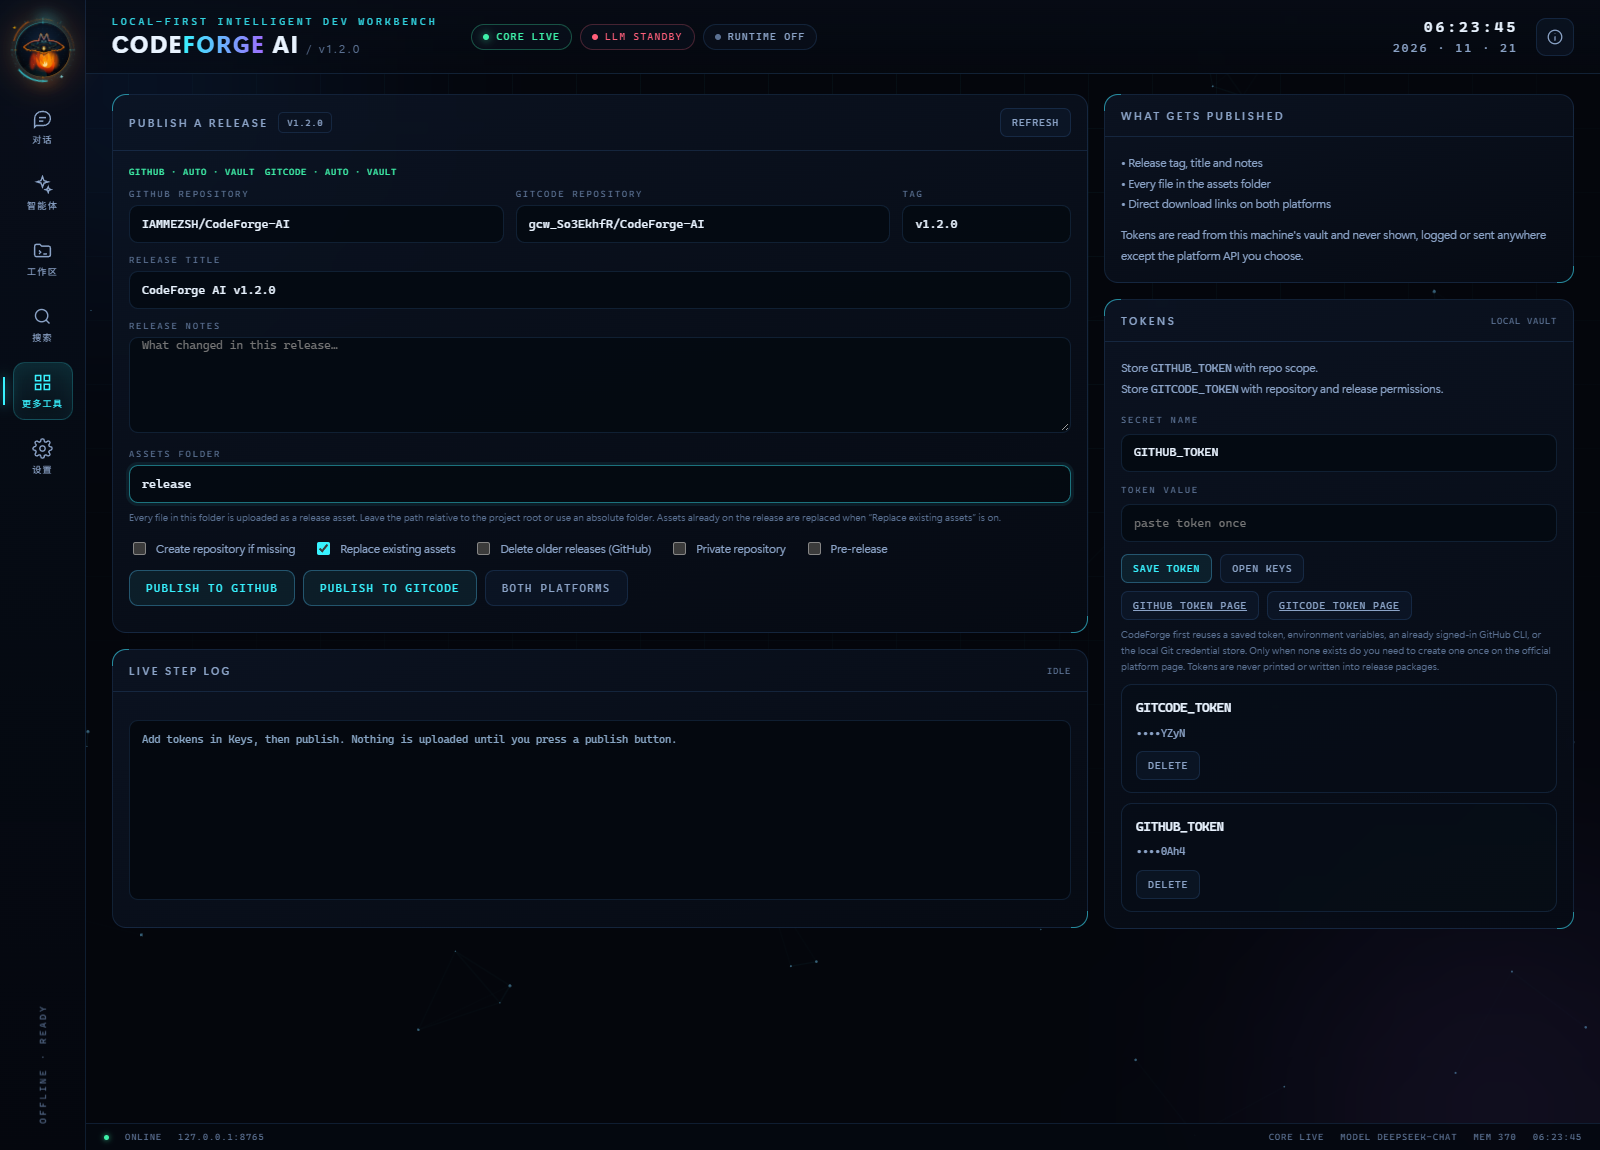 LOCAL-FIRST INTELLIGENT DEV WORKBENCH
CODEFORGE AI / v1.2.0
CORE LIVE
LLM STANDBY
RUNTIME OFF
06:23:45
2026 · 11 · 21
对话
智能体
工作区
搜索
更多工具
设置
OFFLINE · READY
PUBLISH A RELEASE
V1.2.0
REFRESH
GITHUB · AUTO · VAULT GITCODE · AUTO · VAULT
GITHUB REPOSITORY
GITCODE REPOSITORY
TAG
IAMMEZSH/CodeForge-AI
gcw_So3EkhfR/CodeForge-AI
v1.2.0
RELEASE TITLE
CodeForge AI v1.2.0
RELEASE NOTES
What changed in this release…
ASSETS FOLDER
release
Every file in this folder is uploaded as a release asset. Leave the path relative to the project root or use an absolute folder. Assets already on the release are replaced when "Replace existing assets" is on.
Create repository if missing
Replace existing assets
Delete older releases (GitHub)
Private repository
Pre-release
PUBLISH TO GITHUB
PUBLISH TO GITCODE
BOTH PLATFORMS
LIVE STEP LOG
IDLE
Add tokens in Keys, then publish. Nothing is uploaded until you press a publish button.
WHAT GETS PUBLISHED
• Release tag, title and notes
• Every file in the assets folder
• Direct download links on both platforms
Tokens are read from this machine's vault and never shown, logged or sent anywhere
except the platform API you choose.
TOKENS
LOCAL VAULT
Store GITHUB_TOKEN with repo scope.
Store GITCODE_TOKEN with repository and release permissions.
SECRET NAME
GITHUB_TOKEN
TOKEN VALUE
paste token once
SAVE TOKEN
OPEN KEYS
GITHUB TOKEN PAGE
GITCODE TOKEN PAGE
CodeForge first reuses a saved token, environment variables, an already signed-in GitHub CLI, or
the local Git credential store. Only when none exists do you need to create one once on the official
platform page. Tokens are never printed or written into release packages.
GITCODE_TOKEN
••••YZyN
DELETE
GITHUB_TOKEN
••••0Ah4
DELETE
ONLINE
127.0.0.1:8765
CORE LIVE
MODEL DEEPSEEK-CHAT
MEM 370
06:23:45